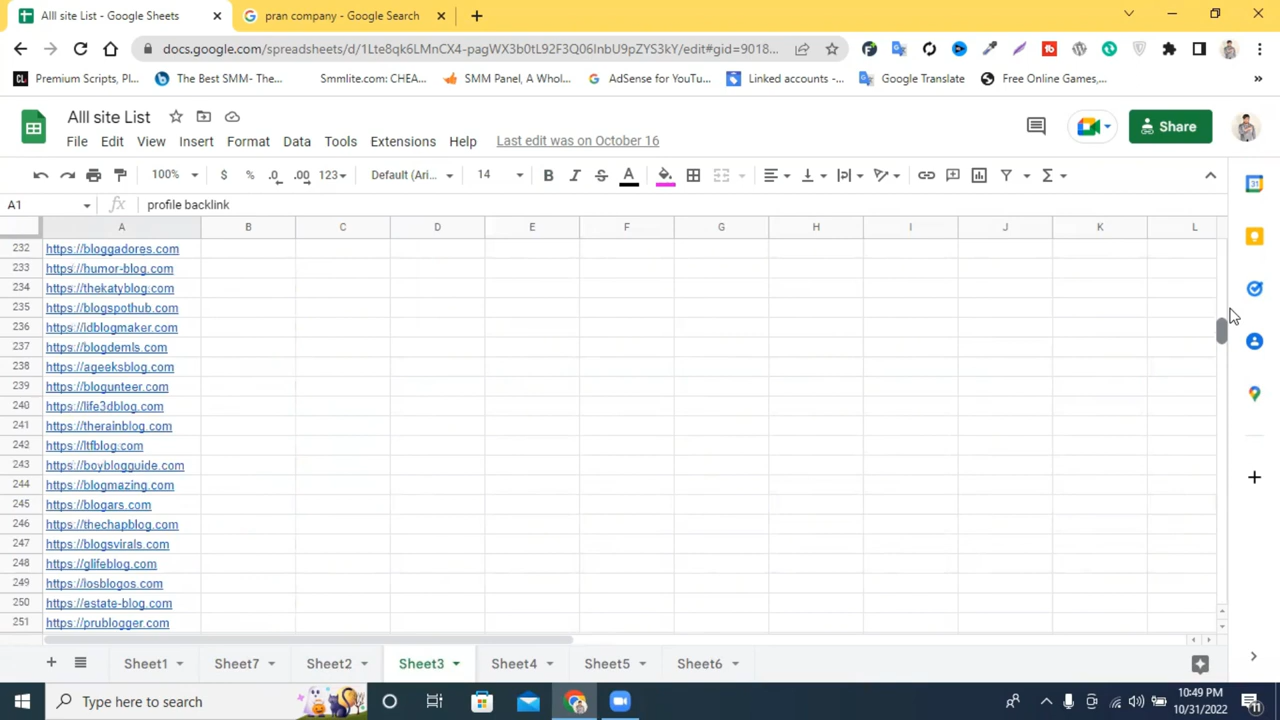 Alll site List - Google Sheets
pran company - Google Search
docs.google.com/spreadsheets/d/1Lte8qk6LMnCX4-pagWX3b0tL92F3Q06InbU9pZYS3kY/edit#gid=9018...
Premium Scripts, Pl...
The Best SMM- The...
Smmlite.com: CHEA...
SMM Panel, A Whol...
AdSense for YouTu...
Linked accounts -...
Google Translate
Free Online Games,...
Alll site List
File Edit View Insert Format Data Tools Extensions Help Last edit was on October 16
Share
100% $ % .0 .00 123 Default (Ari... 14 B I S A
A1 fx profile backlink
A B C D E F G H I J K L
232 https://bloggadores.com
233 https://humor-blog.com
234 https://thekatyblog.com
235 https://blogspothub.com
236 https://ldblogmaker.com
237 https://blogdemls.com
238 https://ageeksblog.com
239 https://blogunteer.com
240 https://life3dblog.com
241 https://therainblog.com
242 https://ltfblog.com
243 https://boyblogguide.com
244 https://blogmazing.com
245 https://blogars.com
246 https://thechapblog.com
247 https://blogsvirals.com
248 https://glifeblog.com
249 https://losblogos.com
250 https://estate-blog.com
251 https://prublogger.com
Sheet1 Sheet7 Sheet2 Sheet3 Sheet4 Sheet5 Sheet6
Type here to search
10:49 PM
10/31/2022
11